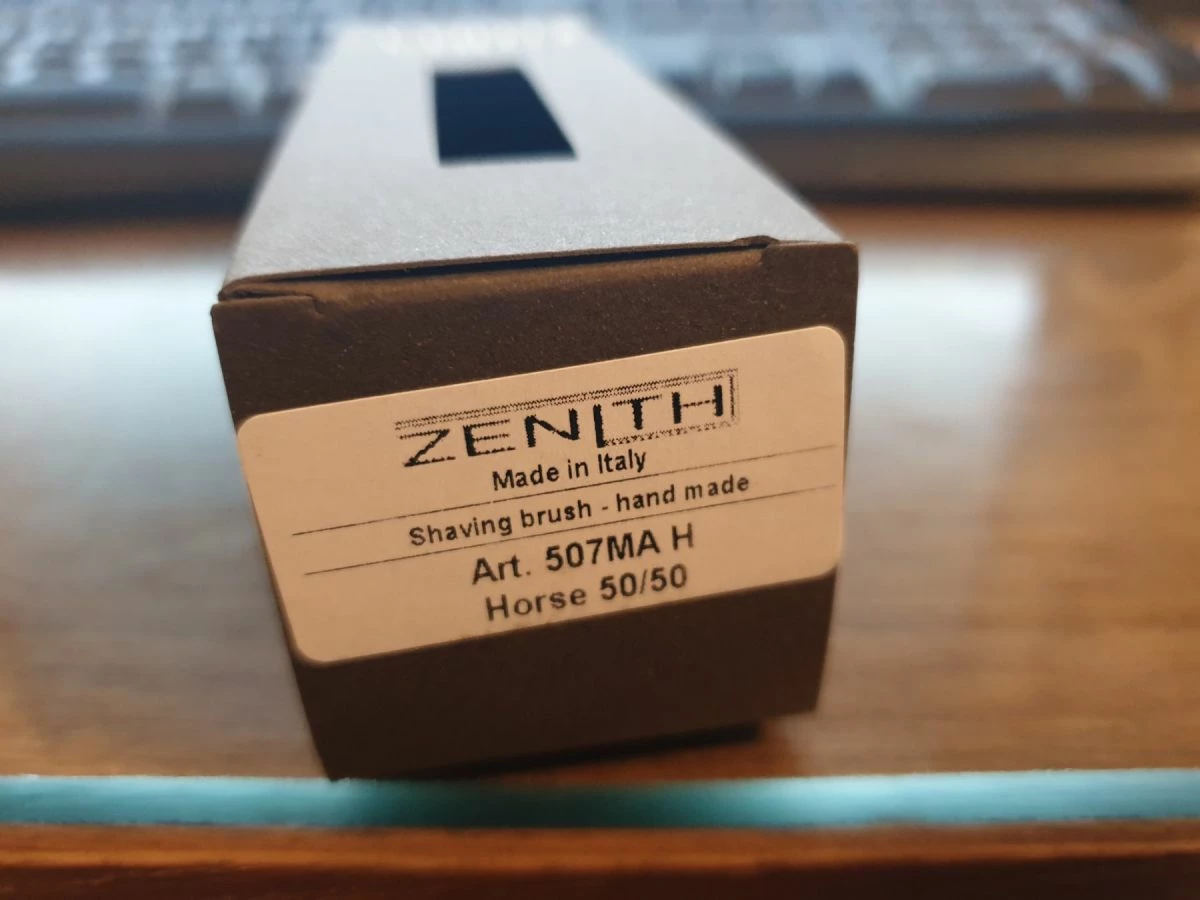 ZENITH
Made in Italy
Shaving brush - hand made
Art. 507MA H
Horse 50/50